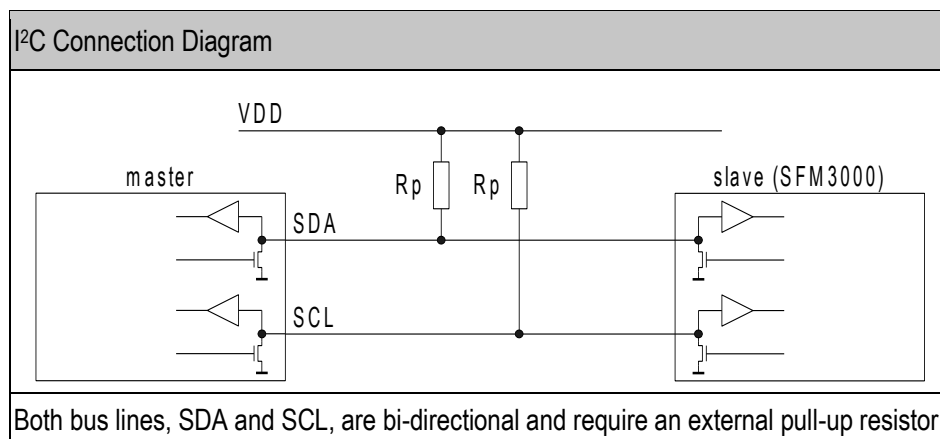 I²C Connection Diagram
VDD
master
Rp
Rp
slave (SFM3000)
SDA
SCL
Both bus lines, SDA and SCL, are bi-directional and require an external pull-up resistor